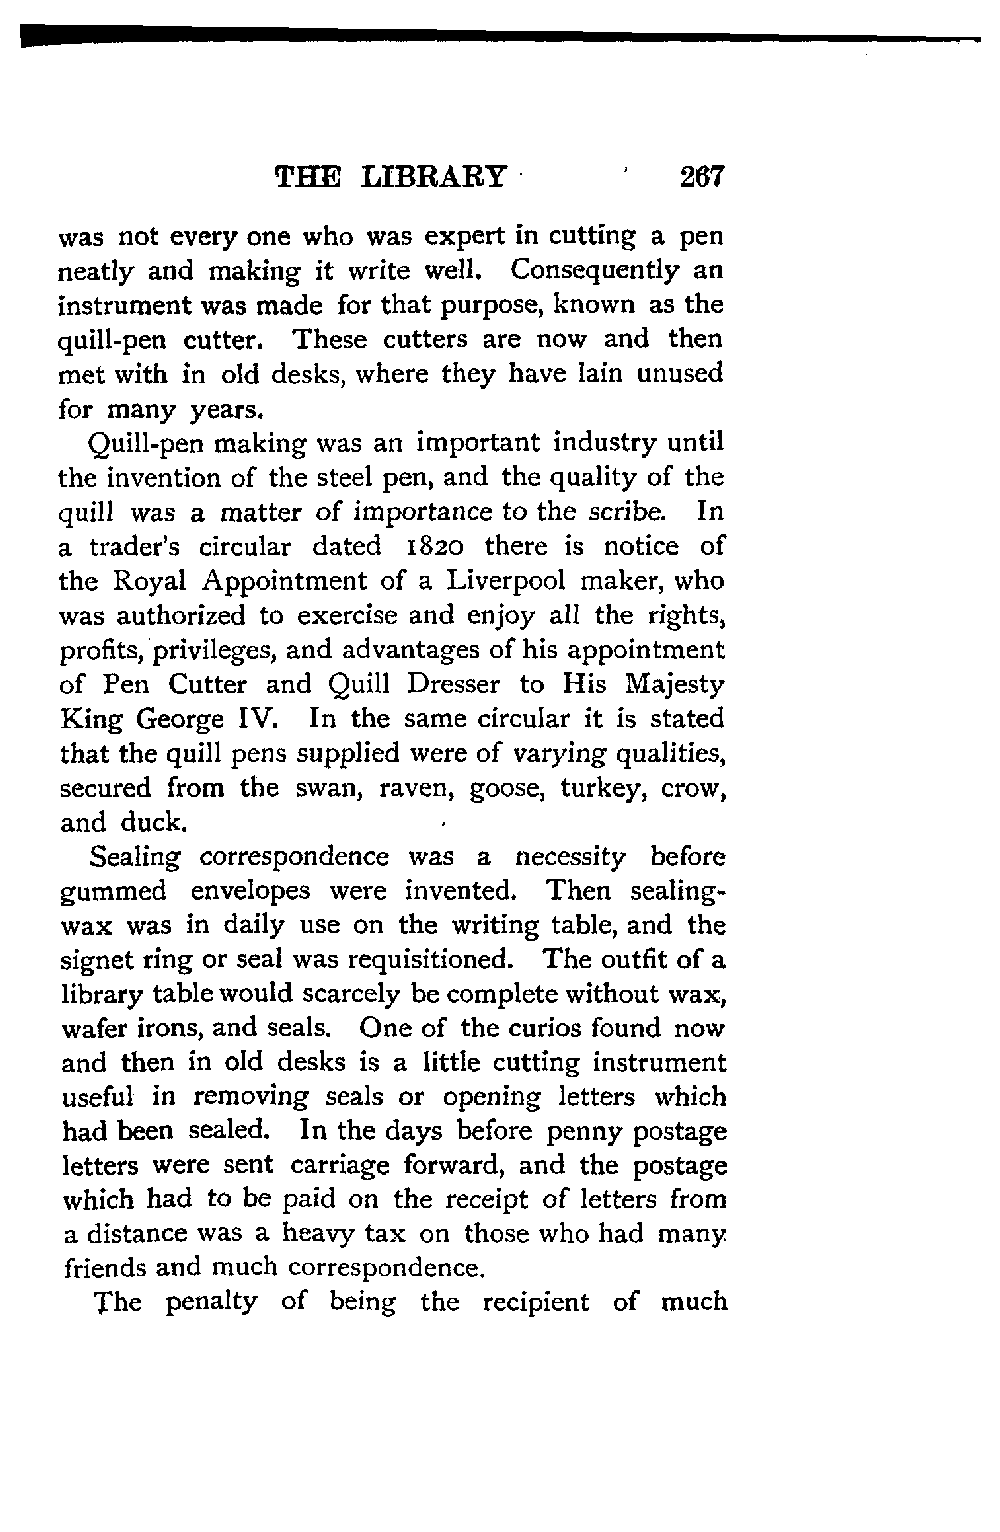 THE LIBRARY 267
was not every one who was expert in cutting a pen
neatly and making it write well. Consequently an
instrument was made for that purpose, known as the
quill-pen cutter. These cutters are now and then
met with in old desks, where they have lain unused
for many years.
Quill-pen making was an important industry until
the invention of the steel pen, and the quality of the
quill was a matter of importance to the scribe. In
a trader's circular dated 1820 there is notice of
the Royal Appointment of a Liverpool maker, who
was authorized to exercise and enjoy all the rights,
profits, privileges, and advantages of his appointment
of Pen Cutter and Quill Dresser to His Majesty
King George IV. In the same circular it is stated
that the quill pens supplied were of varying qualities,
secured from the swan, raven, goose, turkey, crow,
and duck.
Sealing correspondence was a necessity before
gummed envelopes were invented. Then sealing-
wax was in daily use on the writing table, and the
signet ring or seal was requisitioned. The outfit of a
library table would scarcely be complete without wax,
wafer irons, and seals. One of the curios found now
and then in old desks is a little cutting instrument
useful in removing seals or opening letters which
had been sealed. In the days before penny postage
letters were sent carriage forward, and the postage
which had to be paid on the receipt of letters from
a distance was a heavy tax on those who had many
friends and much correspondence.
The penalty of being the recipient of much